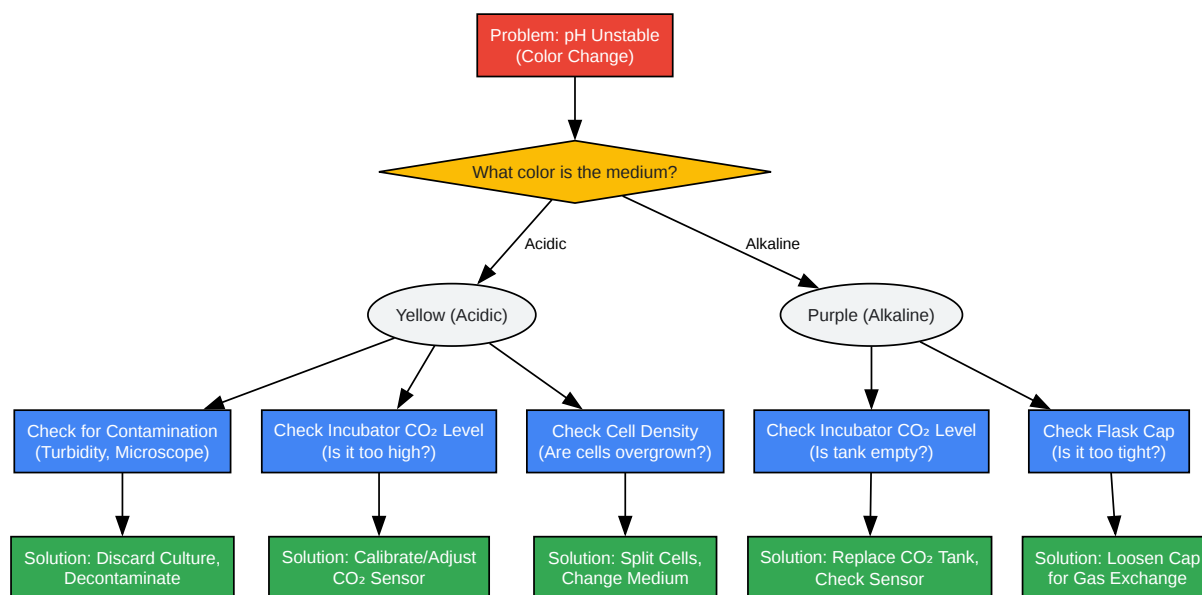 Problem: pH Unstable
(Color Change)
What color is the medium?
Acidic
Alkaline
Yellow (Acidic)
Purple (Alkaline)
Check for Contamination
(Turbidity, Microscope)
Check Incubator CO₂ Level
(Is it too high?)
Check Cell Density
(Are cells overgrown?)
Check Incubator CO₂ Level
(Is tank empty?)
Check Flask Cap
(Is it too tight?)
Solution: Discard Culture,
Decontaminate
Solution: Calibrate/Adjust
CO₂ Sensor
Solution: Split Cells,
Change Medium
Solution: Replace CO₂ Tank,
Check Sensor
Solution: Loosen Cap
for Gas Exchange